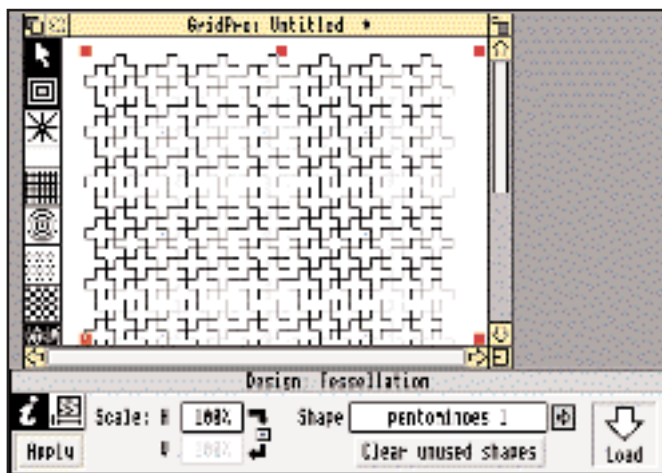 GridPro: Untitled *
Design: Tessellation
Scale: H 100%
Shape pentominoes 1
V 100%
Apply
Clear unused shapes
Load